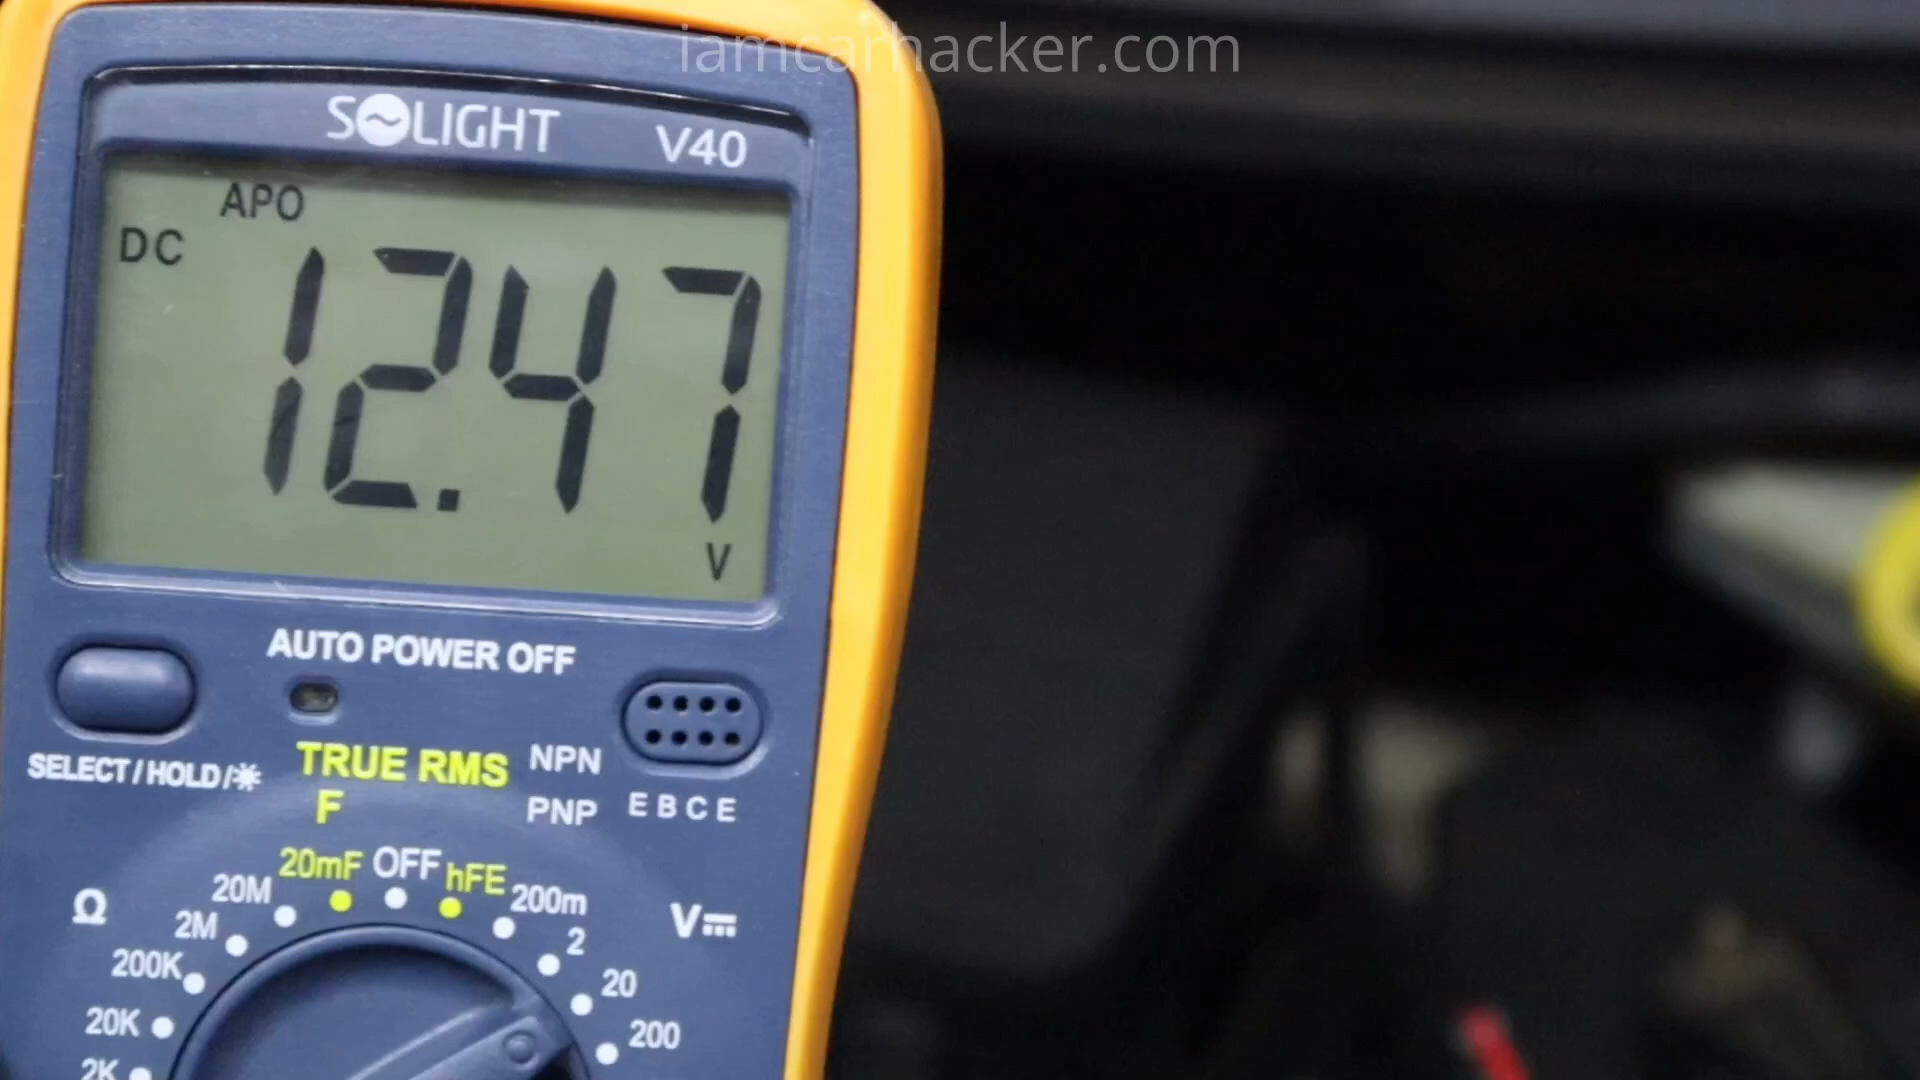 iamcarhacker.com
SOLIGHT V40
APO
DC
12.47
V
AUTO POWER OFF
SELECT / HOLD /
TRUE RMS NPN
F PNP E B C E
20mF OFF hFE
20M 200m
Ω 2M V 2
200K 20
20K 200
2K